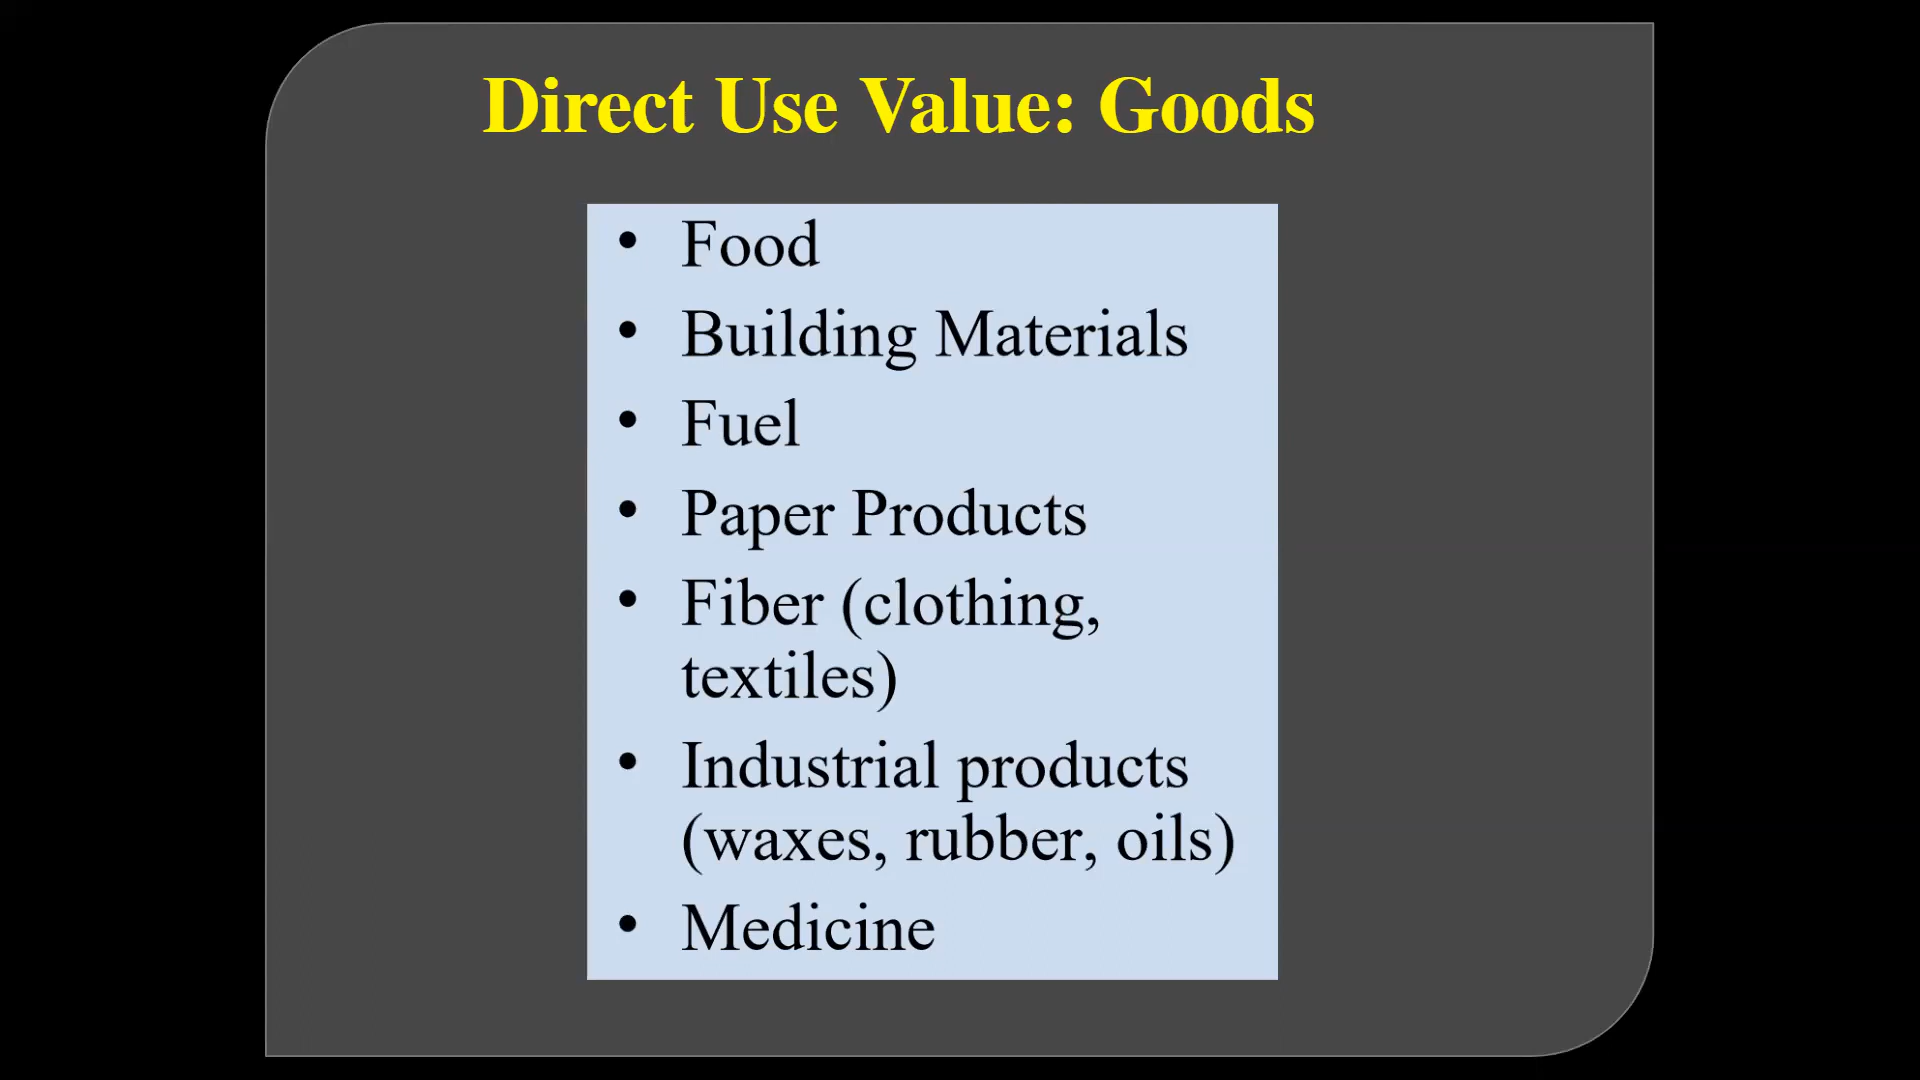 Direct Use Value: Goods
• Food
• Building Materials
• Fuel
• Paper Products
• Fiber (clothing,
textiles)
• Industrial products
(waxes, rubber, oils)
• Medicine